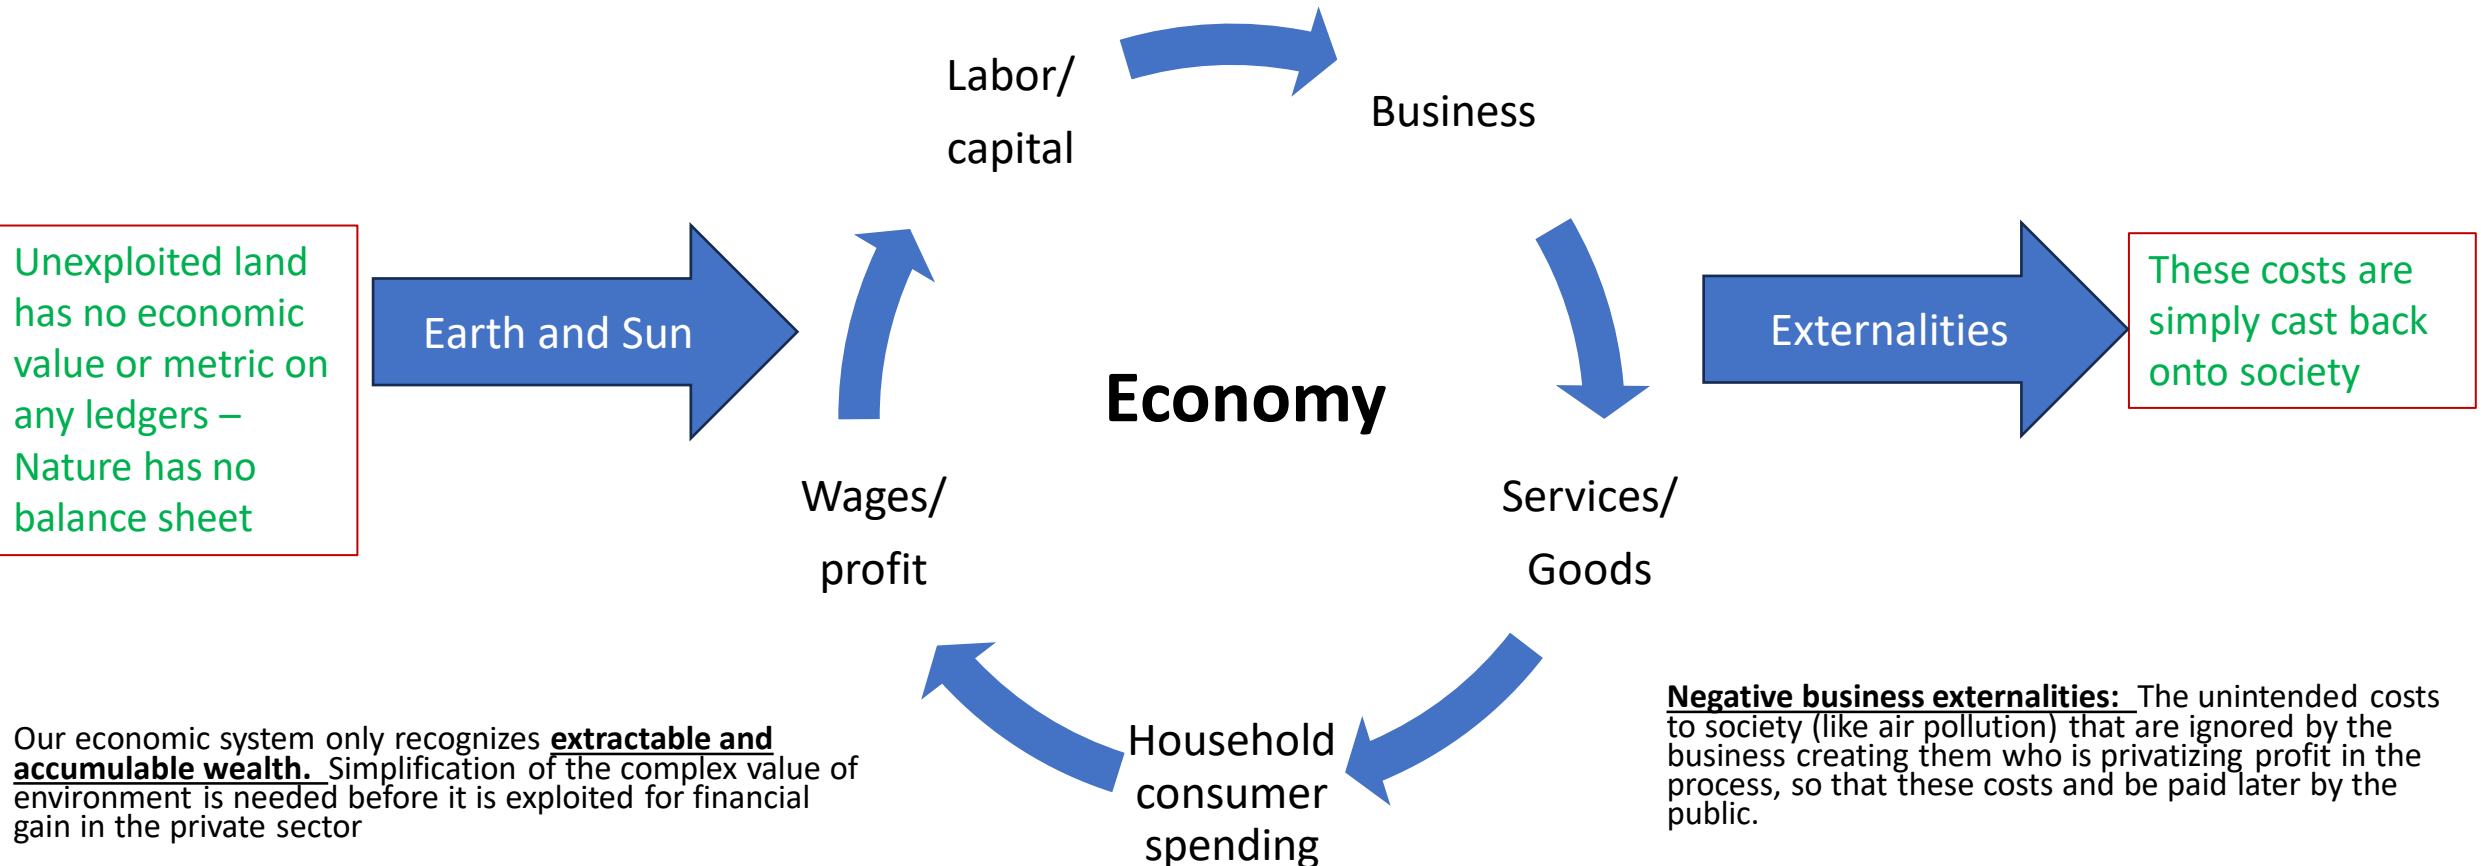 Labor/
capital
Business
Unexploited land
has no economic
value or metric on
any ledgers –
Nature has no
balance sheet
Earth and Sun
Economy
Externalities
These costs are
simply cast back
onto society
Wages/
profit
Services/
Goods
Household
consumer
spending
Our economic system only recognizes extractable and
accumulable wealth. Simplification of the complex value of
environment is needed before it is exploited for financial
gain in the private sector
Negative business externalities: The unintended costs
to society (like air pollution) that are ignored by the
business creating them who is privatizing profit in the
process, so that these costs and be paid later by the
public.